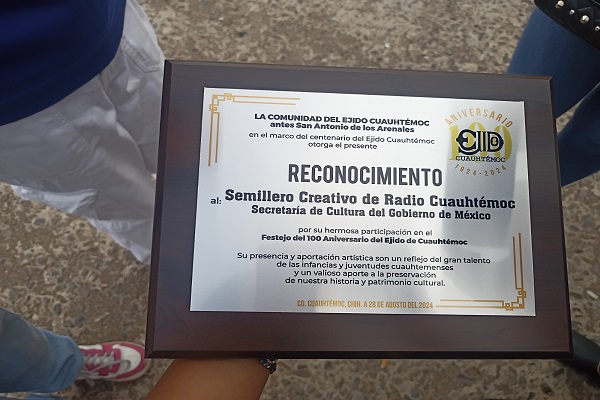 LA COMUNIDAD DEL EJIDO CUAUHTÉMOC
antes San Antonio de los Arenales
en el marco del centenario del Ejido Cuauhtémoc
otorga el presente
ANIVERSARIO
100
EJIDO
CUAUHTÉMOC
1924-2024
RECONOCIMIENTO
al: Semillero Creativo de Radio Cuauhtémoc
Secretaría de Cultura del Gobierno de México
por su hermosa participación en el
Festejo del 100 Aniversario del Ejido de Cuauhtémoc
Su presencia y aportación artística son un reflejo del gran talento
de las infancias y juventudes cuauhtemenses
y un valioso aporte a la preservación
de nuestra historia y patrimonio cultural.
CD. CUAUHTÉMOC, CHIH. A 28 DE AGOSTO DEL 2024